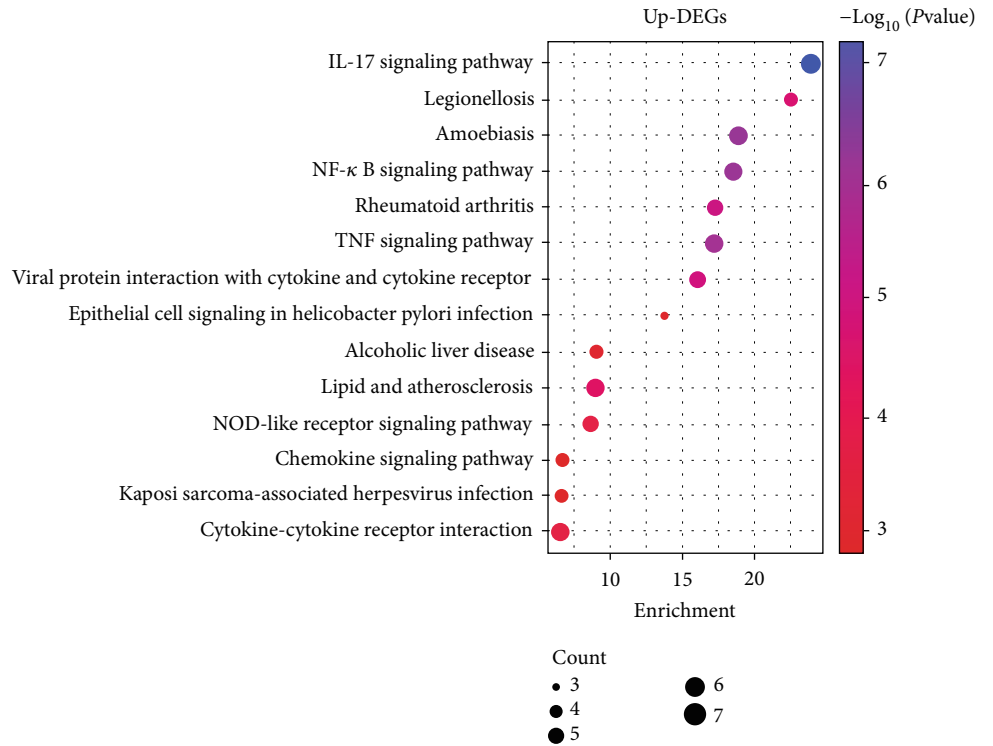 Up-DEGs
−Log10 (Pvalue)
IL-17 signaling pathway
Legionellosis
Amoebiasis
NF-κ B signaling pathway
Rheumatoid arthritis
TNF signaling pathway
Viral protein interaction with cytokine and cytokine receptor
Epithelial cell signaling in helicobacter pylori infection
Alcoholic liver disease
Lipid and atherosclerosis
NOD-like receptor signaling pathway
Chemokine signaling pathway
Kaposi sarcoma-associated herpesvirus infection
Cytokine-cytokine receptor interaction
7
6
5
4
3
10 15 20
Enrichment
Count
3 6
4 7
5